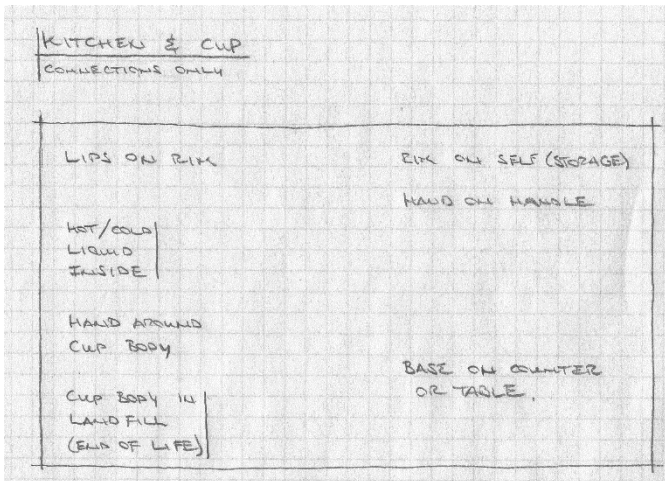 KITCHEN & CUP
CONNECTIONS ONLY
LIPS ON RIM
RIM ON SELF (STORAGE)
HAND ON HANDLE
HOT/COLD
LIQUID
INSIDE
HAND AROUND
CUP BODY
BASE ON COUNTER
OR TABLE.
CUP BODY IN
LANDFILL
(END OF LIFE)